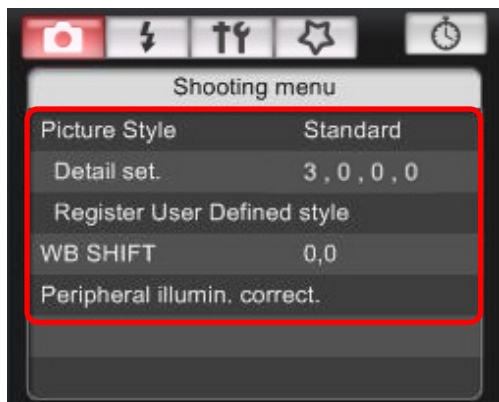 Shooting menu
Picture Style Standard
Detail set. 3 , 0 , 0 , 0
Register User Defined style
WB SHIFT 0,0
Peripheral illumin. correct.